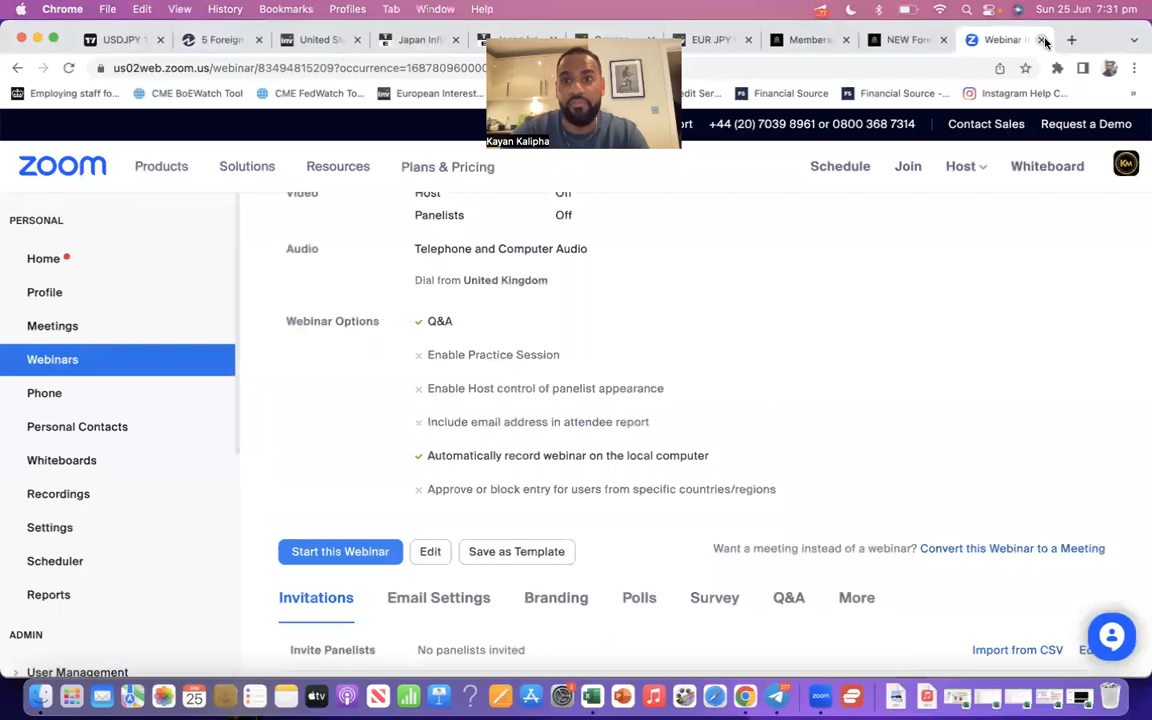 Chrome File Edit View History Bookmarks Profiles Tab Window Help Sun 25 Jun 7:31 pm
USDJPY 5 Foreign United St Japan Infl EUR JPY Members NEW For Webinar
us02web.zoom.us/webinar/83494815209?occurrence=168780960000
Employing staff fo... CME BoEWatch Tool CME FedWatch To... European Interest... Financial Source Financial Source -... Instagram Help C...
+44 (20) 7039 8961 or 0800 368 7314 Contact Sales Request a Demo
Kayan Kalipha
zoom Products Solutions Resources Plans & Pricing Schedule Join Host Whiteboard KM
PERSONAL
Home
Profile
Meetings
Webinars
Phone
Personal Contacts
Whiteboards
Recordings
Settings
Scheduler
Reports
ADMIN
User Management
Video Host Off
Panelists Off
Audio Telephone and Computer Audio
Dial from United Kingdom
Webinar Options Q&A
Enable Practice Session
Enable Host control of panelist appearance
Include email address in attendee report
Automatically record webinar on the local computer
Approve or block entry for users from specific countries/regions
Start this Webinar Edit Save as Template Want a meeting instead of a webinar? Convert this Webinar to a Meeting
Invitations Email Settings Branding Polls Survey Q&A More
Invite Panelists No panelists invited Import from CSV